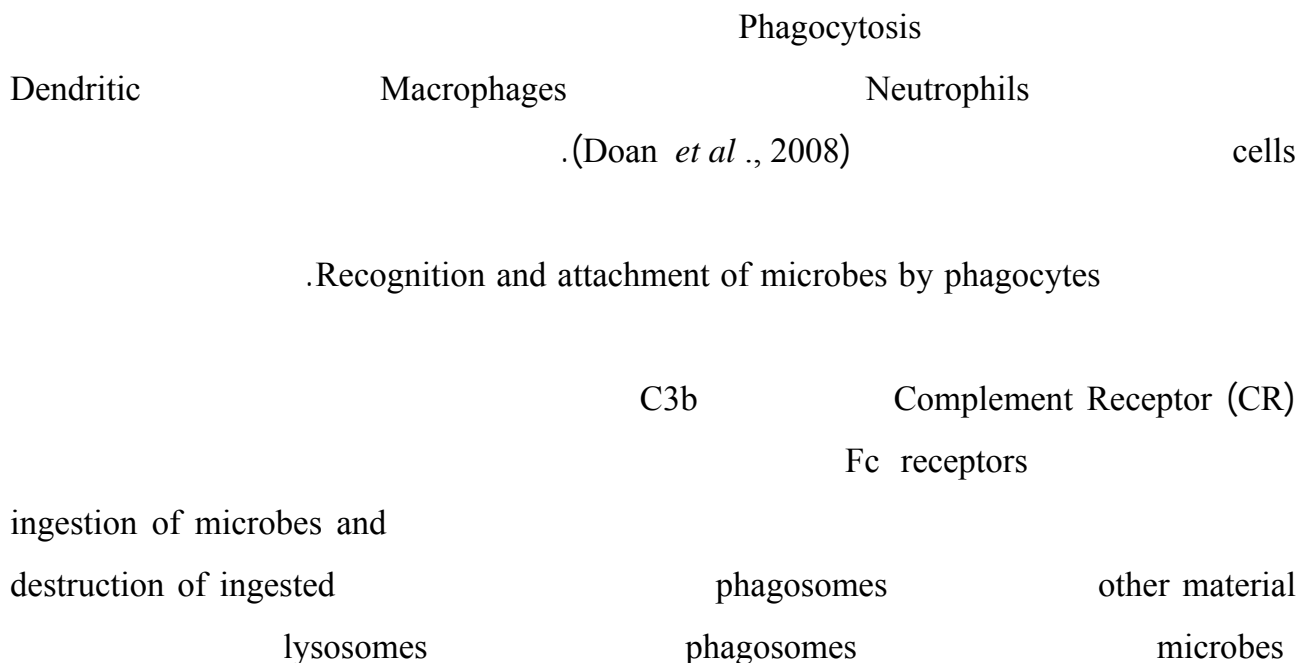 Phagocytosis
Neutrophils Macrophages Dendritic
cells (Doan et al ., 2008).
Recognition and attachment of microbes by phagocytes.
Complement Receptor (CR) C3b
Fc receptors
ingestion of microbes and
other material phagosomes destruction of ingested
microbes phagosomes lysosomes